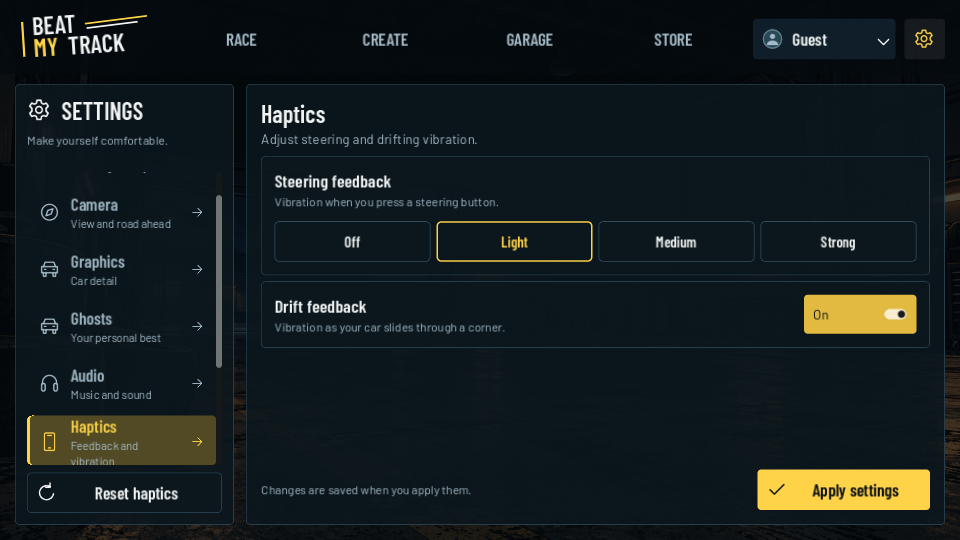 BEAT
MY TRACK
RACE
CREATE
GARAGE
STORE
Guest
SETTINGS
Make yourself comfortable.
Camera
View and road ahead
Graphics
Car detail
Ghosts
Your personal best
Audio
Music and sound
Haptics
Feedback and
vibration
Reset haptics
Haptics
Adjust steering and drifting vibration.
Steering feedback
Vibration when you press a steering button.
Off
Light
Medium
Strong
Drift feedback
Vibration as your car slides through a corner.
On
Changes are saved when you apply them.
Apply settings